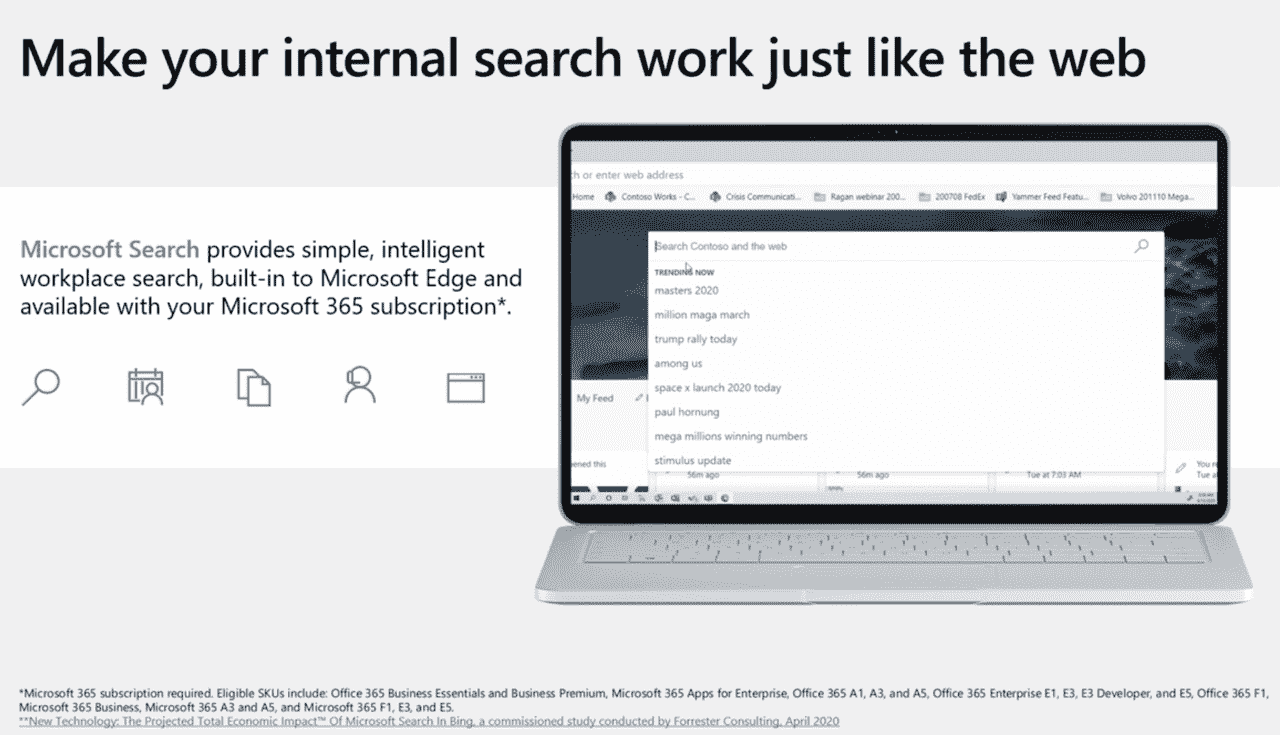 Make your internal search work just like the web
Microsoft Search provides simple, intelligent
workplace search, built-in to Microsoft Edge and
available with your Microsoft 365 subscription*.
ch or enter web address
Home Contoso Works - C... Crisis Communicati... Ragan webinar 200... 200708 FedEx Yammer Feed Featu... Volvo 201110 Mega...
Search Contoso and the web
TRENDING NOW
masters 2020
million maga march
trump rally today
among us
space x launch 2020 today
paul hornung
mega millions winning numbers
stimulus update
My Feed
ened this 56m ago 56m ago Tue at 7:03 AM
You r
Tue a
*Microsoft 365 subscription required. Eligible SKUs include: Office 365 Business Essentials and Business Premium, Microsoft 365 Apps for Enterprise, Office 365 A1, A3, and A5, Office 365 Enterprise E1, E3, E3 Developer, and E5, Office 365 F1,
Microsoft 365 Business, Microsoft 365 A3 and A5, and Microsoft 365 F1, E3, and E5.
**New Technology: The Projected Total Economic Impact™ Of Microsoft Search In Bing, a commissioned study conducted by Forrester Consulting, April 2020